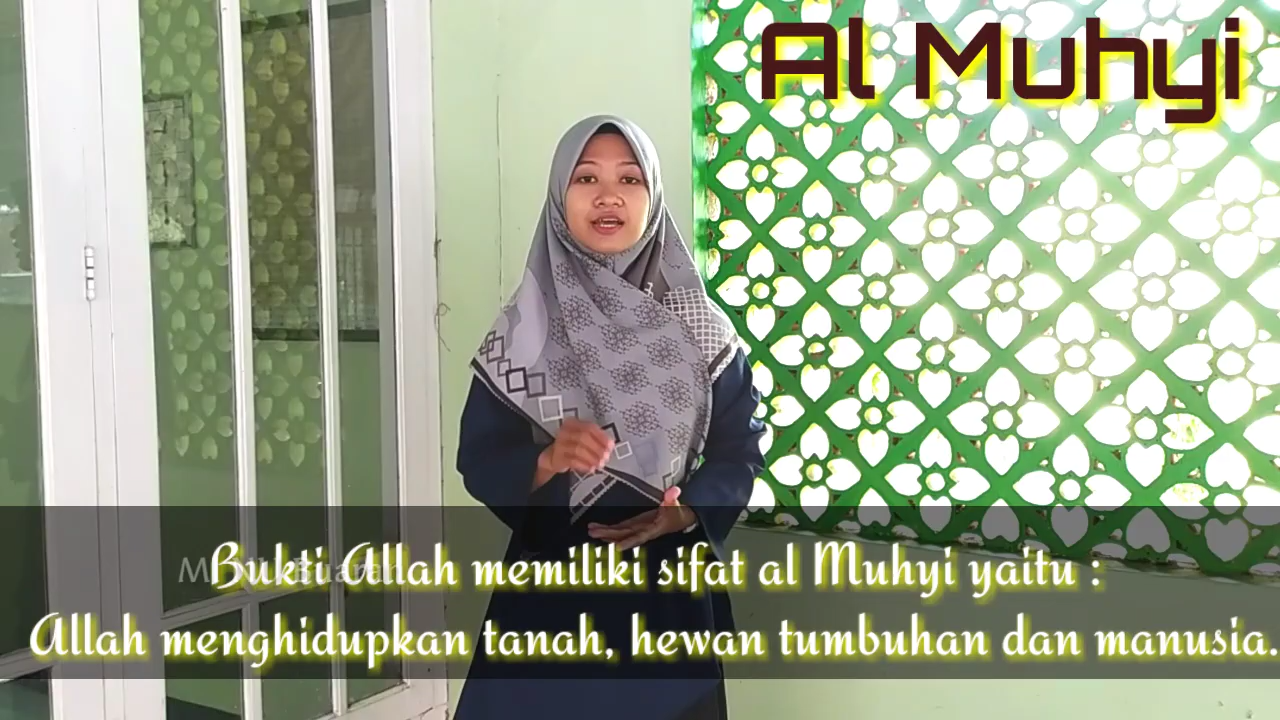 Al Muhyi
Bukti Allah memiliki sifat al Muhyi yaitu :
Allah menghidupkan tanah, hewan tumbuhan dan manusia.